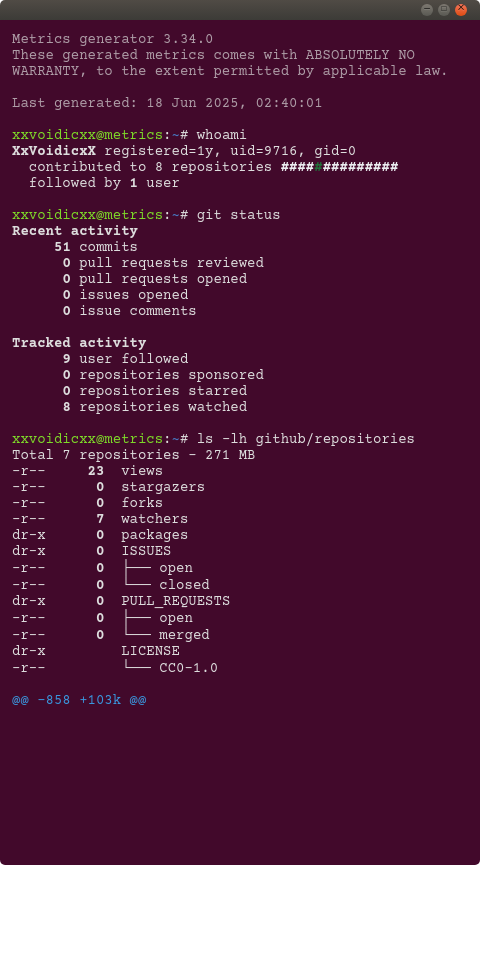 Metrics generator 3.34.0
These generated metrics comes with ABSOLUTELY NO
WARRANTY, to the extent permitted by applicable law.
Last generated: 18 Jun 2025, 02:40:01
xxvoidicxx@metrics:~# whoami
XxVoidicxX registered=1y, uid=9716, gid=0
contributed to 8 repositories ##############
followed by 1 user
xxvoidicxx@metrics:~# git status
Recent activity
51 commits
0 pull requests reviewed
0 pull requests opened
0 issues opened
0 issue comments
Tracked activity
9 user followed
0 repositories sponsored
0 repositories starred
8 repositories watched
xxvoidicxx@metrics:~# ls -lh github/repositories
Total 7 repositories - 271 MB
-r-- 23 views
-r-- 0 stargazers
-r-- 0 forks
-r-- 7 watchers
dr-x 0 packages
dr-x 0 ISSUES
-r-- 0 ├── open
-r-- 0 └── closed
dr-x 0 PULL_REQUESTS
-r-- 0 ├── open
-r-- 0 └── merged
dr-x LICENSE
-r-- └── CC0-1.0
@@ -858 +103k @@